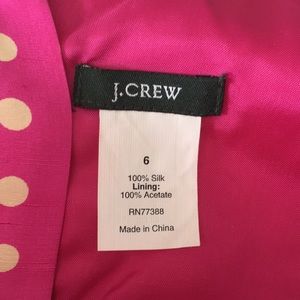 J.CREW
6
100% Silk
Lining:
100% Acetate
RN77388
Made in China